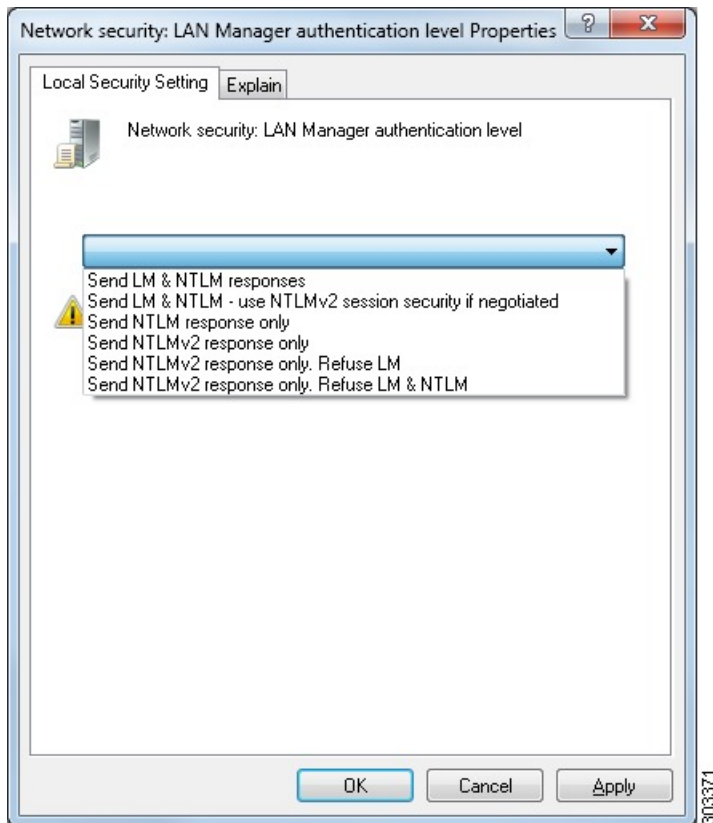 Network security: LAN Manager authentication level Properties
Local Security Setting
Explain
Network security: LAN Manager authentication level
Send LM & NTLM responses
Send LM & NTLM - use NTLMv2 session security if negotiated
Send NTLM response only
Send NTLMv2 response only
Send NTLMv2 response only. Refuse LM
Send NTLMv2 response only. Refuse LM & NTLM
OK
Cancel
Apply
303371